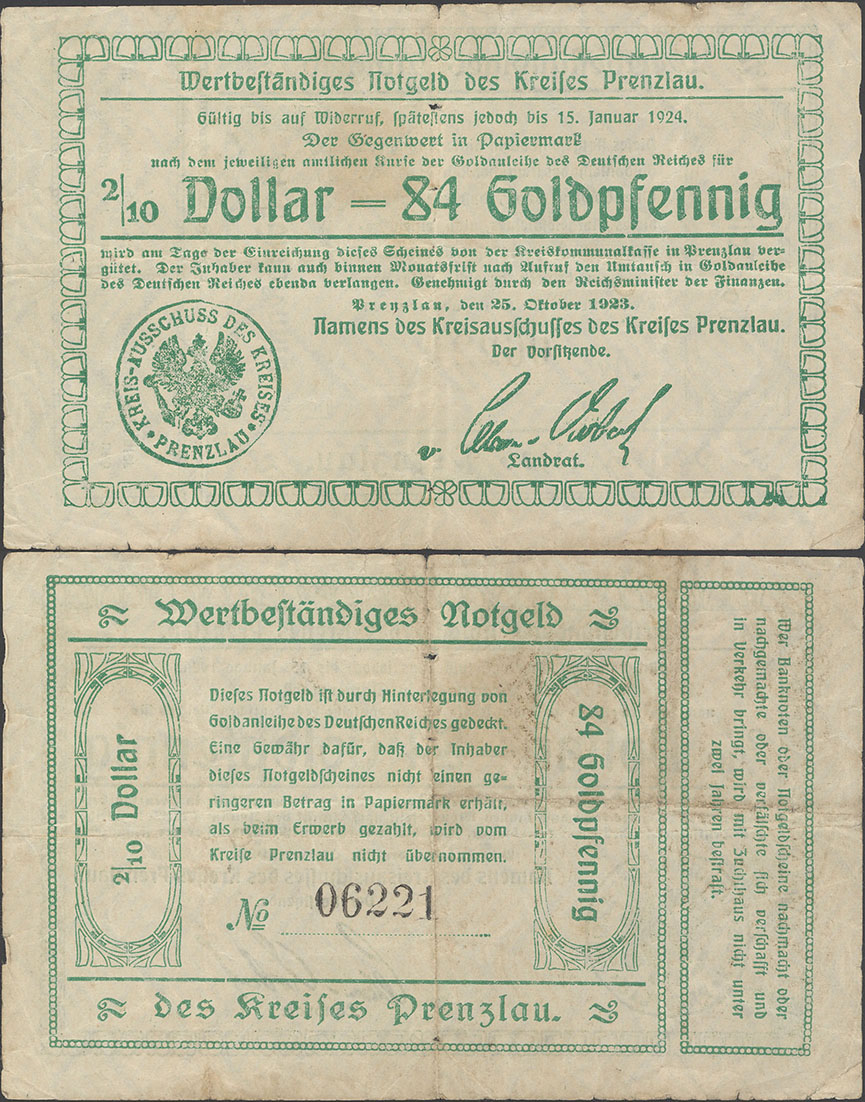 Wertbeständiges Notgeld des Kreises Prenzlau.
Gültig bis auf Widerruf, spätestens jedoch bis 15. Januar 1924.
Der Gegenwert in Papiermark
nach dem jeweiligen amtlichen Kurse der Goldanleihe des Deutschen Reiches für
2/10 Dollar = 84 Goldpfennig
wird am Tage der Einreichung dieses Scheines von der Kreiskommunalkasse in Prenzlau ver-
gütet. Der Inhaber kann auch binnen Monatsfrist nach Aufruf den Umtausch in Goldanleihe
des Deutschen Reiches ebenda verlangen. Genehmigt durch den Reichsminister der Finanzen.
Prenzlau, den 25. Oktober 1923.
Namens des Kreisausschusses des Kreises Prenzlau.
Der Vorsitzende.
KREIS-AUSSCHUSS DES KREISES
PRENZLAU
v
Landrat.
Wertbeständiges Notgeld
2/10 Dollar
Dieses Notgeld ist durch Hinterlegung von
Goldanleihe des Deutschen Reiches gedeckt.
Eine Gewähr dafür, daß der Inhaber
dieses Notgeldscheines nicht einen ge-
ringeren Betrag in Papiermark erhält,
als beim Erwerb gezahlt, wird vom
Kreise Prenzlau nicht übernommen.
No 06221
84 Goldpfennig
des Kreises Prenzlau.
Wer Banknoten oder Notgeldscheine nachmacht oder
nachgemachte oder verfälschte sich verschafft und
in Verkehr bringt, wird mit Zuchthaus nicht unter
zwei Jahren bestraft.